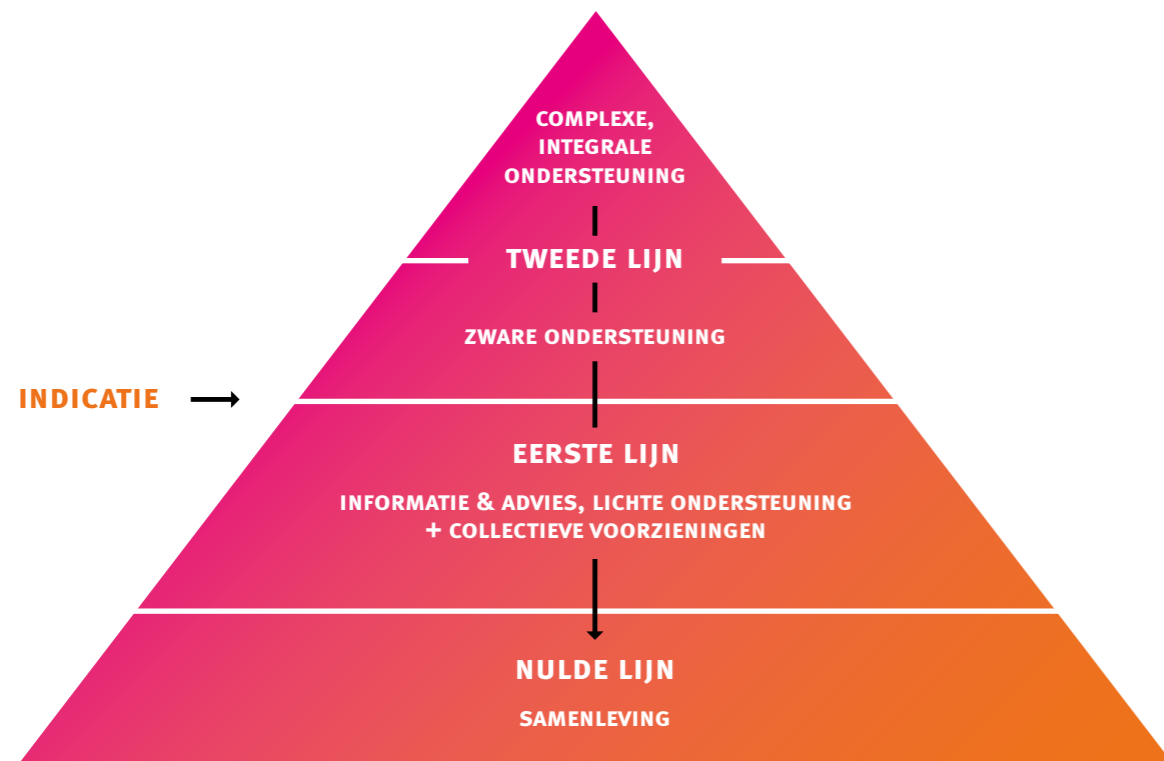 COMPLEXE,
INTEGRALE
ONDERSTEUNING
TWEEDE LIJN
ZWARE ONDERSTEUNING
INDICATIE
EERSTE LIJN
INFORMATIE & ADVIES, LICHTE ONDERSTEUNING
+ COLLECTIEVE VOORZIENINGEN
NULDE LIJN
SAMENLEVING